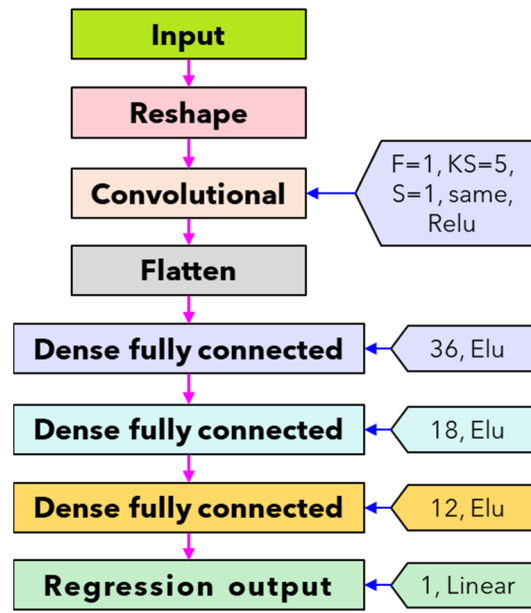 Input
Reshape
Convolutional
F=1, KS=5,
S=1, same,
Relu
Flatten
Dense fully connected
36, Elu
Dense fully connected
18, Elu
Dense fully connected
12, Elu
Regression output
1, Linear